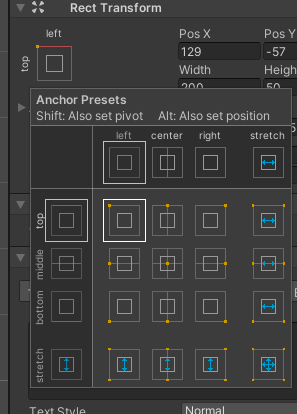 Rect Transform
left
Pos X
Pos Y
129
-57
top
Width
200
50
Anchor Presets
Shift: Also set pivot
Alt: Also set position
left
center
right
stretch
top
middle
bottom
stretch
Text Style
Normal